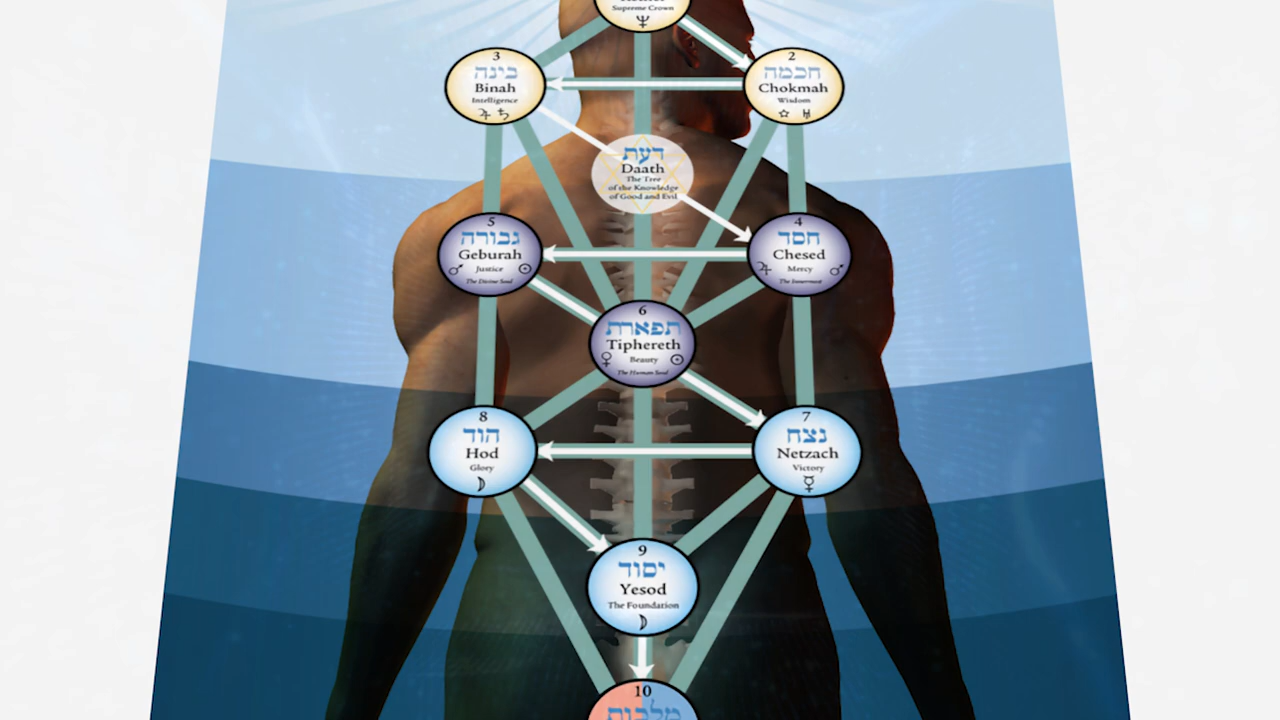 Supreme Crown
♆
3
בינה
Binah
Intelligence
♃ ♄
2
חכמה
Chokmah
Wisdom
☆ ♅
דעת
Daath
The Tree
of the Knowledge
of Good and Evil
5
גבורה
Geburah
♂ Justice ☉
The Divine Soul
4
חסד
Chesed
♃ Mercy ♂
The Innermost
6
תפארת
Tiphereth
♀ Beauty ☉
The Human Soul
8
הוד
Hod
Glory
☽
7
נצח
Netzach
Victory
☿
9
יסוד
Yesod
The Foundation
☽
10
מלכות